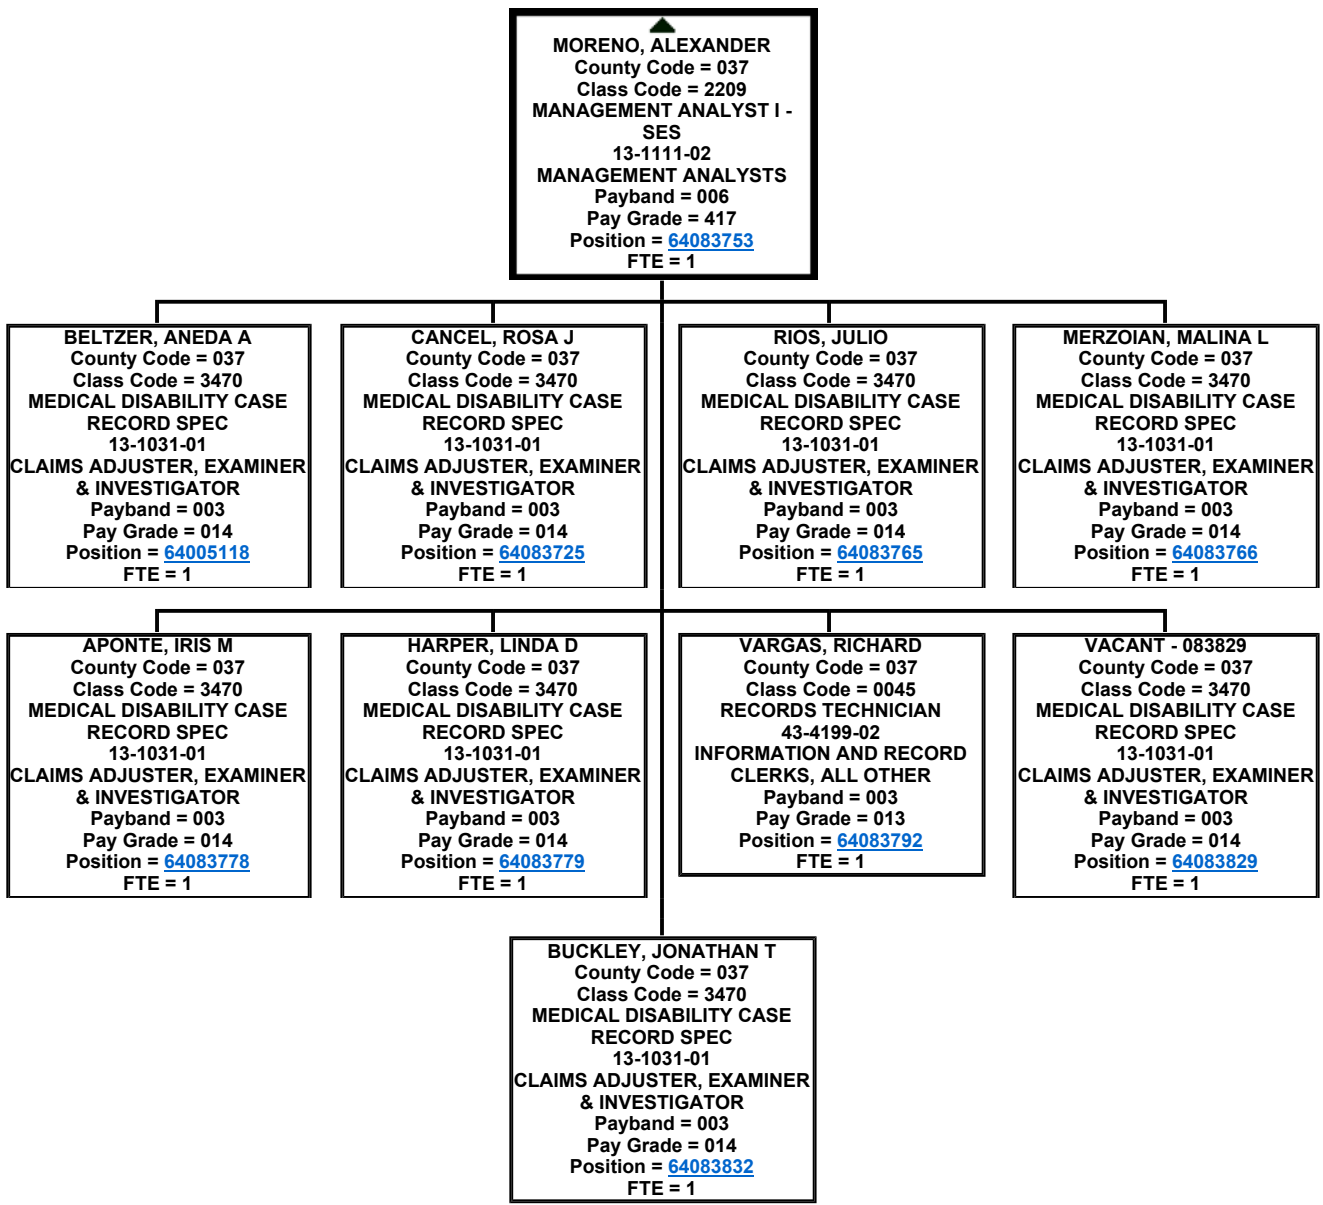 MORENO, ALEXANDER
County Code = 037
Class Code = 2209
MANAGEMENT ANALYST I -
SES
13-1111-02
MANAGEMENT ANALYSTS
Payband = 006
Pay Grade = 417
Position = 64083753
FTE = 1
BELTZER, ANEDA A
County Code = 037
Class Code = 3470
MEDICAL DISABILITY CASE
RECORD SPEC
13-1031-01
CLAIMS ADJUSTER, EXAMINER
& INVESTIGATOR
Payband = 003
Pay Grade = 014
Position = 64005118
FTE = 1
CANCEL, ROSA J
County Code = 037
Class Code = 3470
MEDICAL DISABILITY CASE
RECORD SPEC
13-1031-01
CLAIMS ADJUSTER, EXAMINER
& INVESTIGATOR
Payband = 003
Pay Grade = 014
Position = 64083725
FTE = 1
RIOS, JULIO
County Code = 037
Class Code = 3470
MEDICAL DISABILITY CASE
RECORD SPEC
13-1031-01
CLAIMS ADJUSTER, EXAMINER
& INVESTIGATOR
Payband = 003
Pay Grade = 014
Position = 64083765
FTE = 1
MERZOIAN, MALINA L
County Code = 037
Class Code = 3470
MEDICAL DISABILITY CASE
RECORD SPEC
13-1031-01
CLAIMS ADJUSTER, EXAMINER
& INVESTIGATOR
Payband = 003
Pay Grade = 014
Position = 64083766
FTE = 1
APONTE, IRIS M
County Code = 037
Class Code = 3470
MEDICAL DISABILITY CASE
RECORD SPEC
13-1031-01
CLAIMS ADJUSTER, EXAMINER
& INVESTIGATOR
Payband = 003
Pay Grade = 014
Position = 64083778
FTE = 1
HARPER, LINDA D
County Code = 037
Class Code = 3470
MEDICAL DISABILITY CASE
RECORD SPEC
13-1031-01
CLAIMS ADJUSTER, EXAMINER
& INVESTIGATOR
Payband = 003
Pay Grade = 014
Position = 64083779
FTE = 1
VARGAS, RICHARD
County Code = 037
Class Code = 0045
RECORDS TECHNICIAN
43-4199-02
INFORMATION AND RECORD
CLERKS, ALL OTHER
Payband = 003
Pay Grade = 013
Position = 64083792
FTE = 1
VACANT - 083829
County Code = 037
Class Code = 3470
MEDICAL DISABILITY CASE
RECORD SPEC
13-1031-01
CLAIMS ADJUSTER, EXAMINER
& INVESTIGATOR
Payband = 003
Pay Grade = 014
Position = 64083829
FTE = 1
BUCKLEY, JONATHAN T
County Code = 037
Class Code = 3470
MEDICAL DISABILITY CASE
RECORD SPEC
13-1031-01
CLAIMS ADJUSTER, EXAMINER
& INVESTIGATOR
Payband = 003
Pay Grade = 014
Position = 64083832
FTE = 1